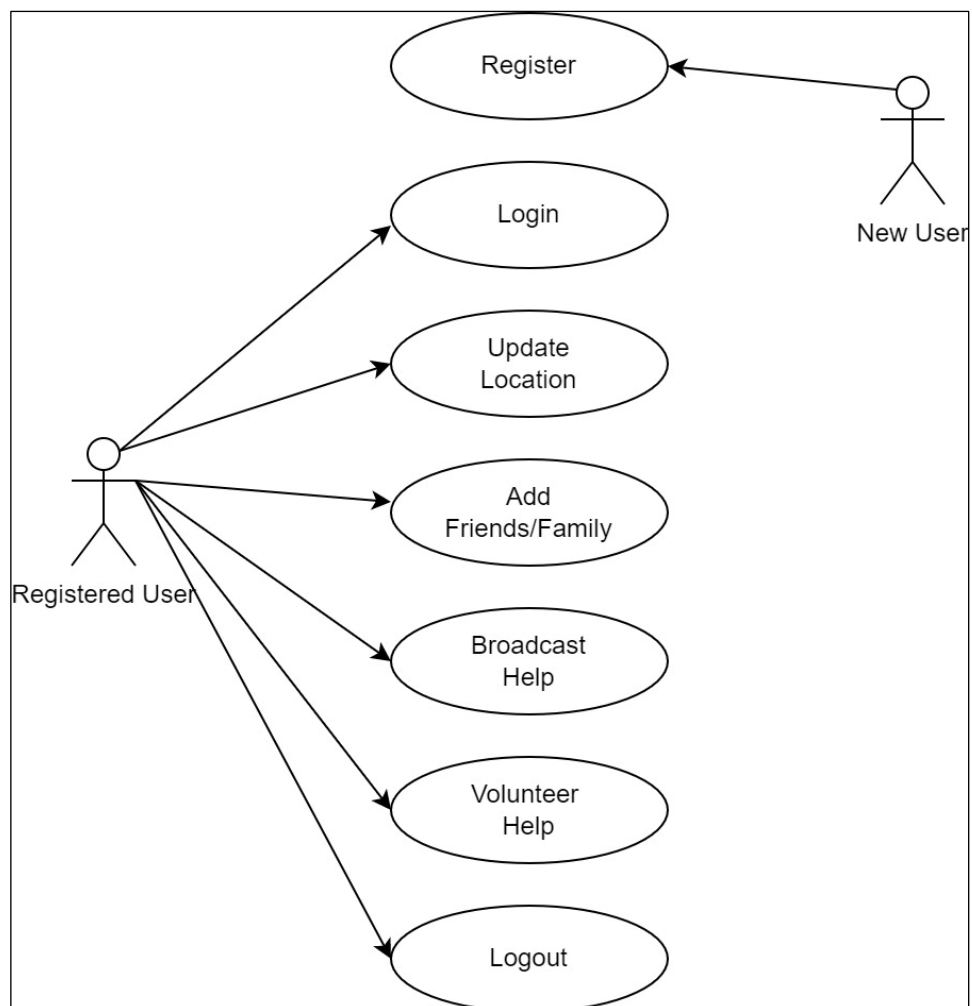 Register
New User
Login
Update
Location
Add
Friends/Family
Registered User
Broadcast
Help
Volunteer
Help
Logout